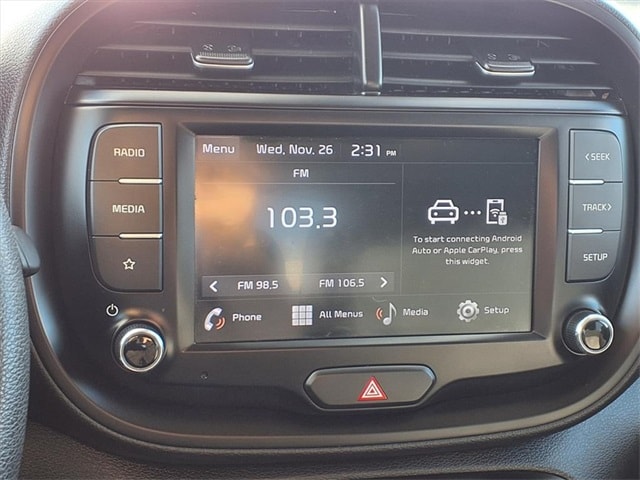 RADIO
MEDIA
Menu Wed, Nov. 26 2:31 PM
FM
103.3
To start connecting Android
Auto or Apple CarPlay, press
this widget.
FM 98.5 FM 106.5
Phone All Menus Media Setup
< SEEK
TRACK >
SETUP